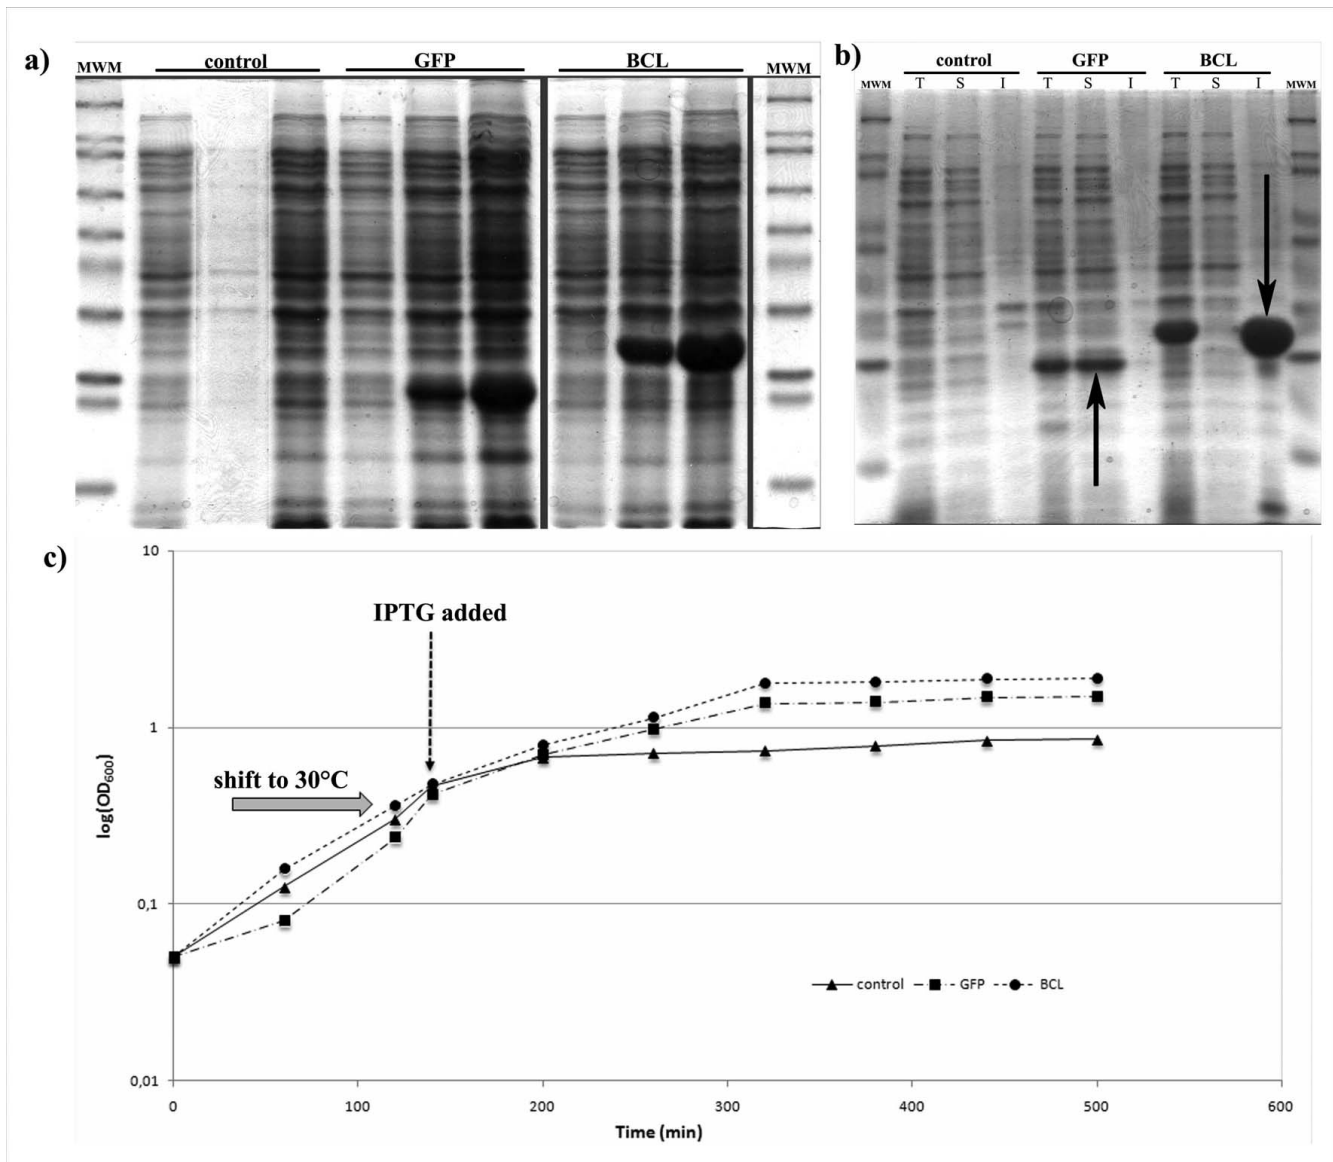 a)
MWM control GFP BCL MWM
b)
control GFP BCL
MWM T S I T S I T S I MWM
c)
10
IPTG added
1
shift to 30°C
log(OD600)
0,1
control GFP BCL
0,01
0 100 200 300 400 500 600
Time (min)